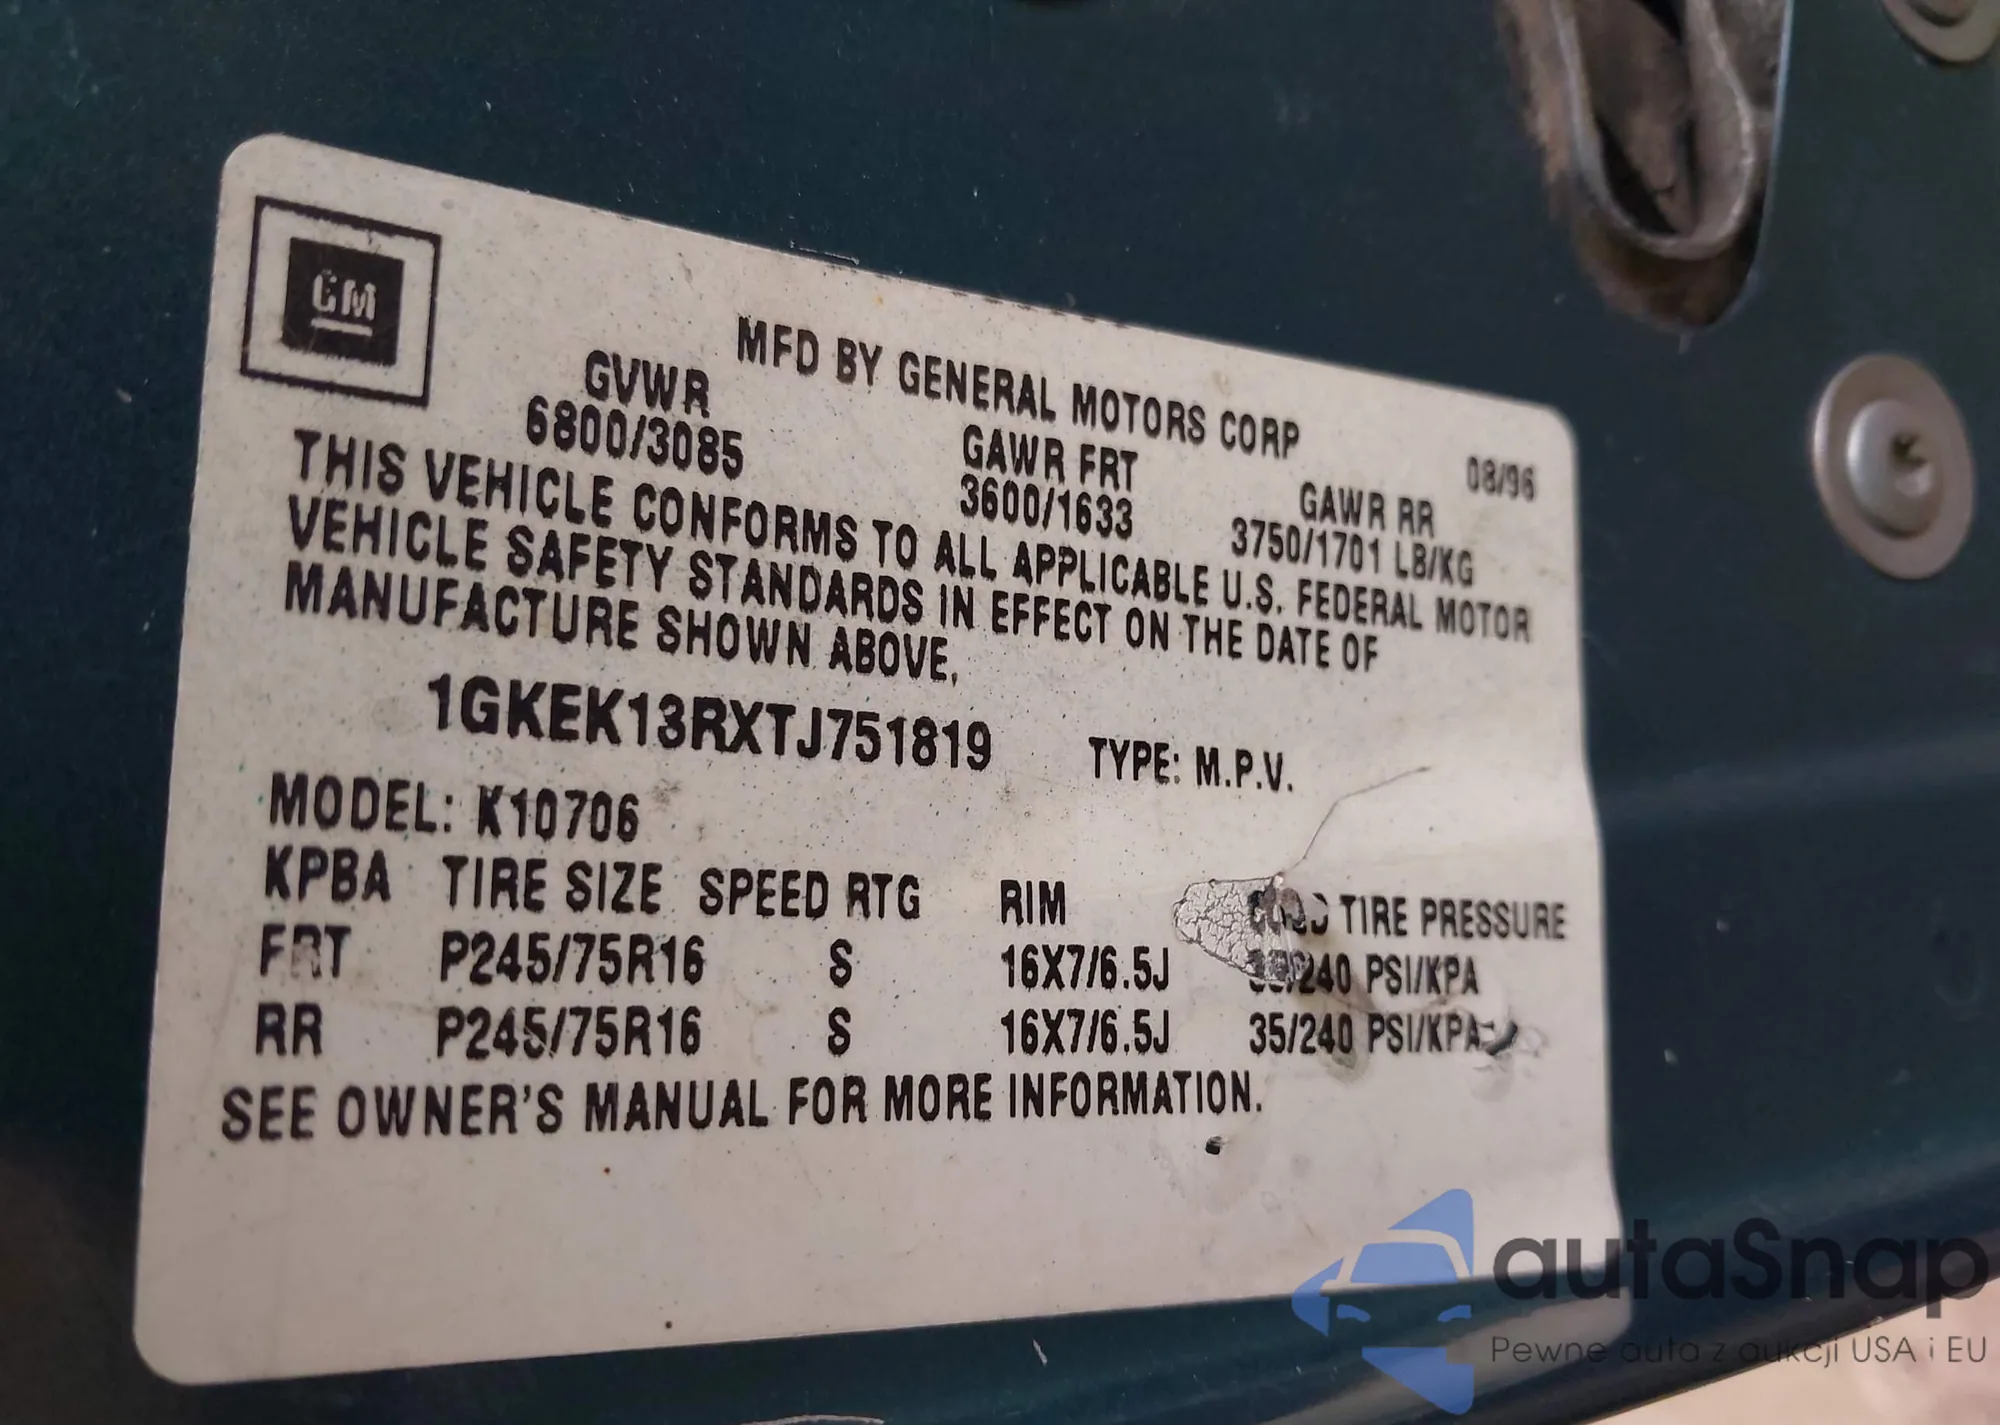 GM
MFD BY GENERAL MOTORS CORP
08/96
GVWR GAWR FRT GAWR RR
6800/3085 3600/1633 3750/1701 LB/KG
THIS VEHICLE CONFORMS TO ALL APPLICABLE U.S. FEDERAL MOTOR
VEHICLE SAFETY STANDARDS IN EFFECT ON THE DATE OF
MANUFACTURE SHOWN ABOVE.
1GKEK13RXTJ751819 TYPE: M.P.V.
MODEL: K10706
KPBA TIRE SIZE SPEED RTG RIM TIRE PRESSURE
FRT P245/75R16 S 16X7/6.5J PSI/KPA
RR P245/75R16 S 16X7/6.5J 35/240 PSI/KPA
SEE OWNER'S MANUAL FOR MORE INFORMATION.
autaSnap
Pewne auta z aukcji USA i EU